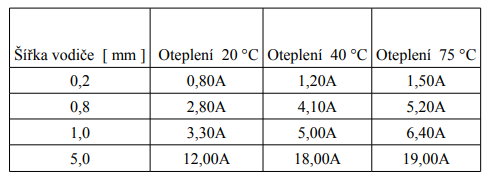 Šířka vodiče [ mm ] Oteplení 20 °C Oteplení 40 °C Oteplení 75 °C
0,2 0,80A 1,20A 1,50A
0,8 2,80A 4,10A 5,20A
1,0 3,30A 5,00A 6,40A
5,0 12,00A 18,00A 19,00A